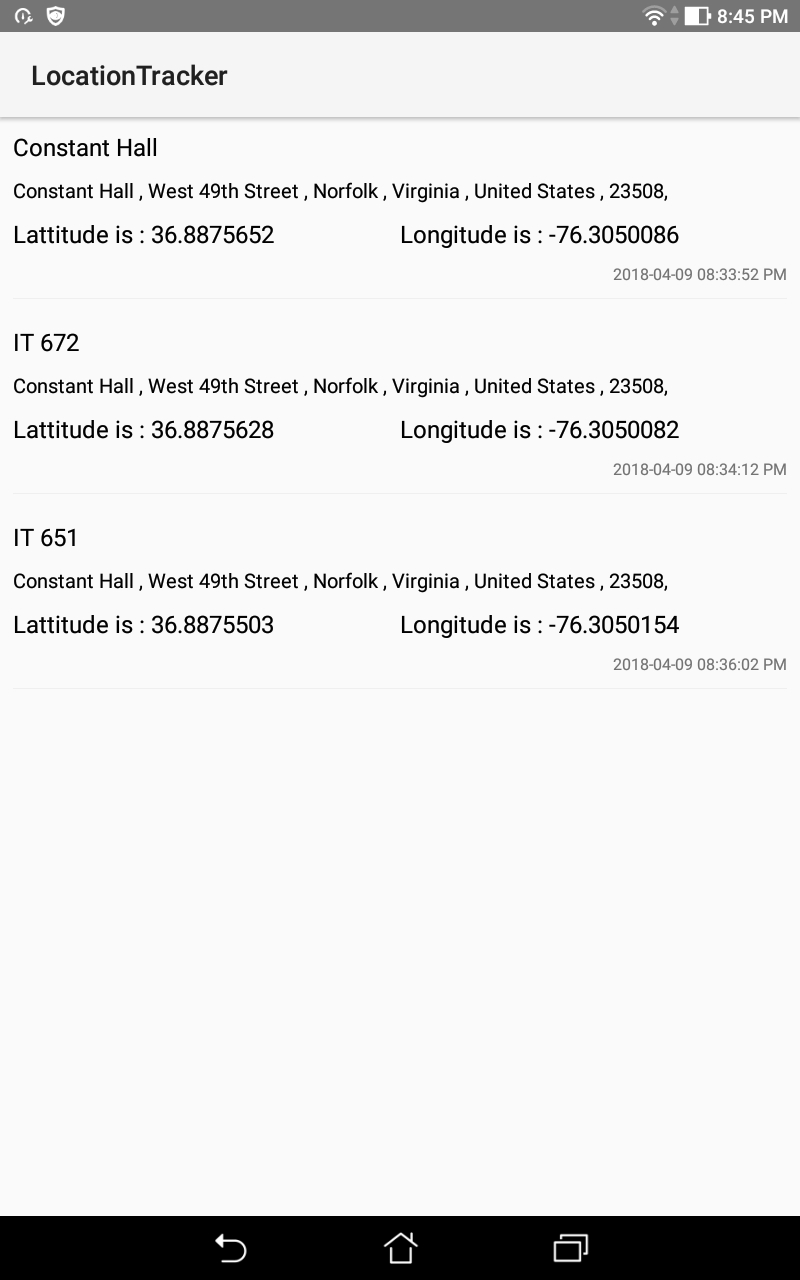 8:45 PM
LocationTracker
Constant Hall
Constant Hall , West 49th Street , Norfolk , Virginia , United States , 23508,
Lattitude is : 36.8875652 Longitude is : -76.3050086
2018-04-09 08:33:52 PM
IT 672
Constant Hall , West 49th Street , Norfolk , Virginia , United States , 23508,
Lattitude is : 36.8875628 Longitude is : -76.3050082
2018-04-09 08:34:12 PM
IT 651
Constant Hall , West 49th Street , Norfolk , Virginia , United States , 23508,
Lattitude is : 36.8875503 Longitude is : -76.3050154
2018-04-09 08:36:02 PM